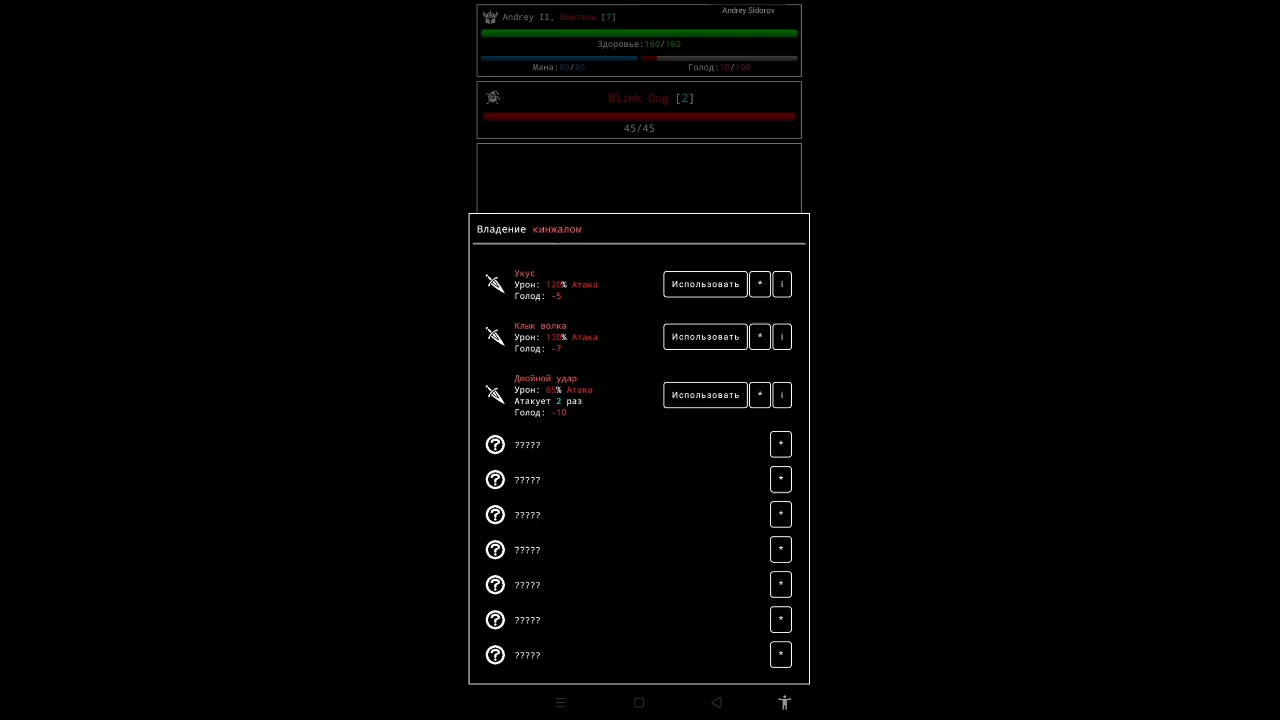 Andrey Sidorov
Andrey II, Воитель [7]
Здоровье:160/160
Мана:80/80
Голод:10/100
Blink Dog [2]
45/45
Владение кинжалом
Укус
Урон: 120% Атака
Голод: -5
Использовать * i
Клык волка
Урон: 130% Атака
Голод: -7
Использовать * i
Двойной удар
Урон: 65% Атака
Атакует 2 раз
Голод: -10
Использовать * i
????? *
????? *
????? *
????? *
????? *
????? *
????? *